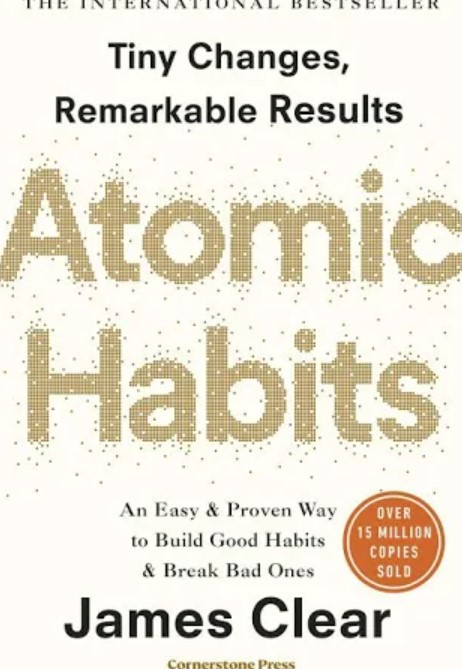 THE INTERNATIONAL BESTSELLER
Tiny Changes,
Remarkable Results
Atomic
Habits
An Easy & Proven Way
to Build Good Habits
& Break Bad Ones
OVER
15 MILLION
COPIES
SOLD
James Clear
Cornerstone Press